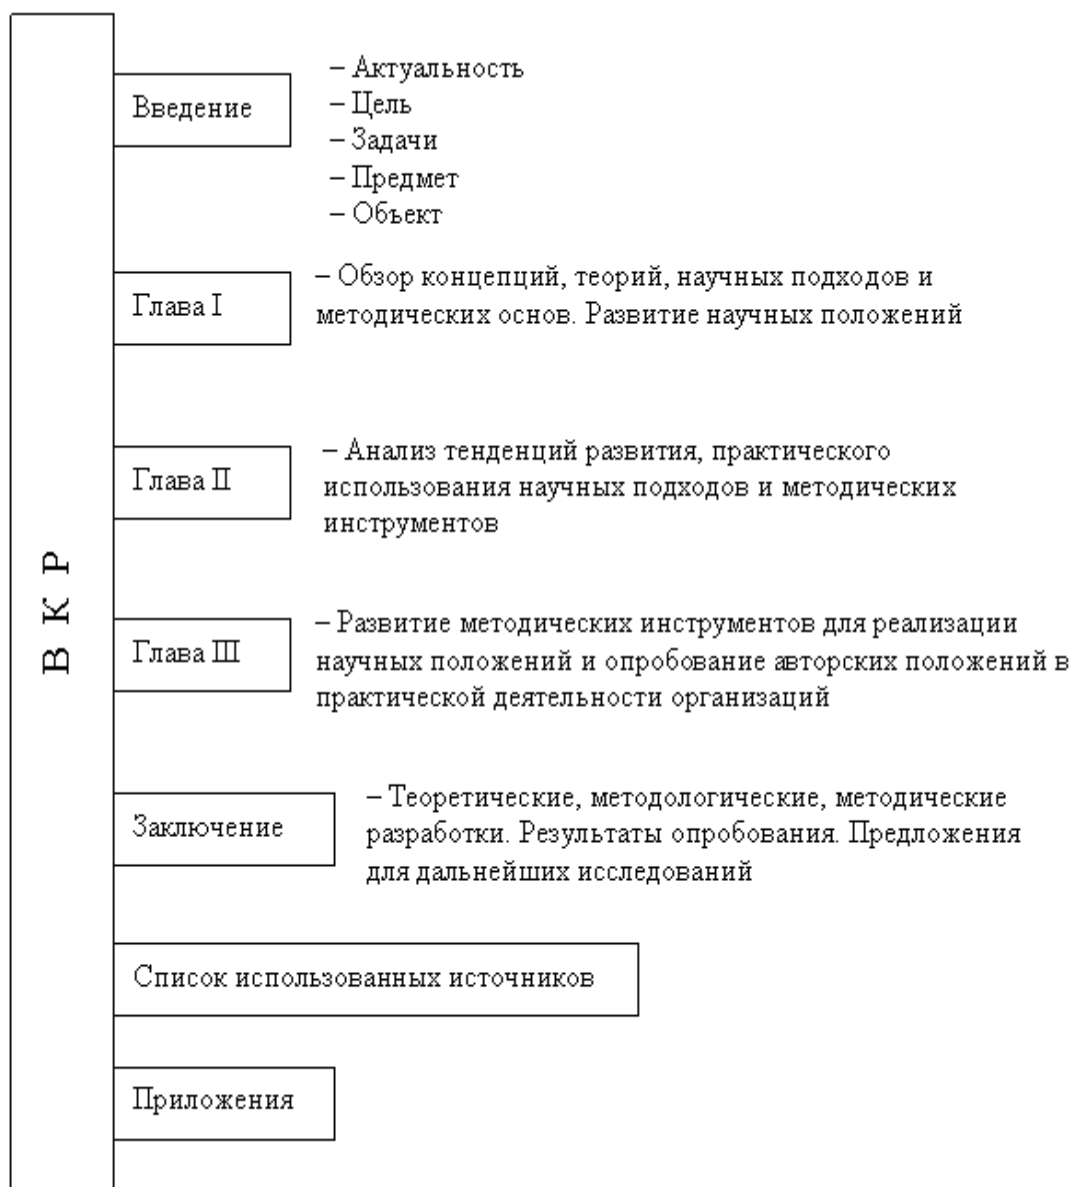 В К Р
Введение
– Актуальность
– Цель
– Задачи
– Предмет
– Объект
Глава I
– Обзор концепций, теорий, научных подходов и
методических основ. Развитие научных положений
Глава II
– Анализ тенденций развития, практического
использования научных подходов и методических
инструментов
Глава III
– Развитие методических инструментов для реализации
научных положений и опробование авторских положений в
практической деятельности организаций
Заключение
– Теоретические, методологические, методические
разработки. Результаты опробования. Предложения
для дальнейших исследований
Список использованных источников
Приложения